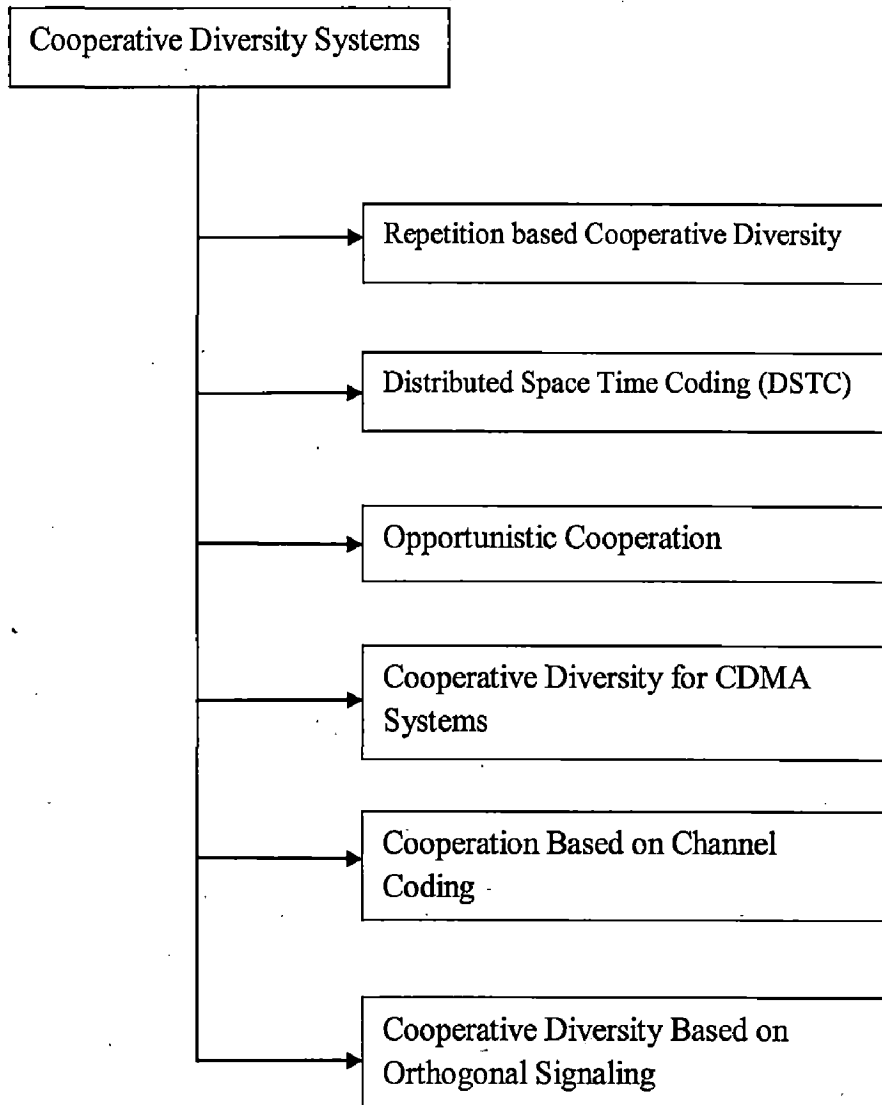 Cooperative Diversity Systems
Repetition based Cooperative Diversity
Distributed Space Time Coding (DSTC)
Opportunistic Cooperation
Cooperative Diversity for CDMA
Systems
Cooperation Based on Channel
Coding
Cooperative Diversity Based on
Orthogonal Signaling